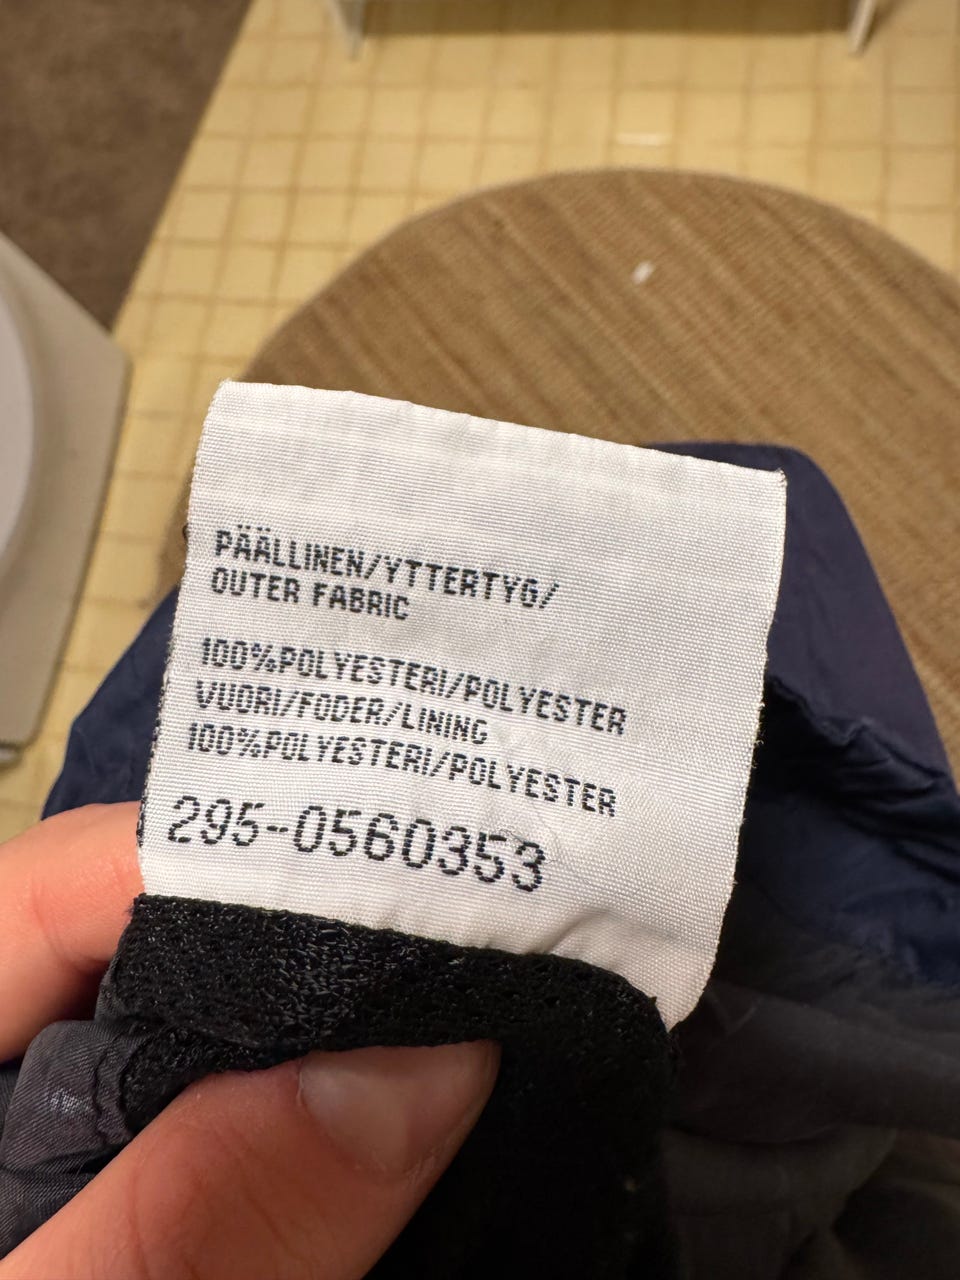 PÄÄLLINEN/YTTERTYG/
OUTER FABRIC
100%POLYESTERI/POLYESTER
VUORI/FODER/LINING
100%POLYESTERI/POLYESTER
295-0560353